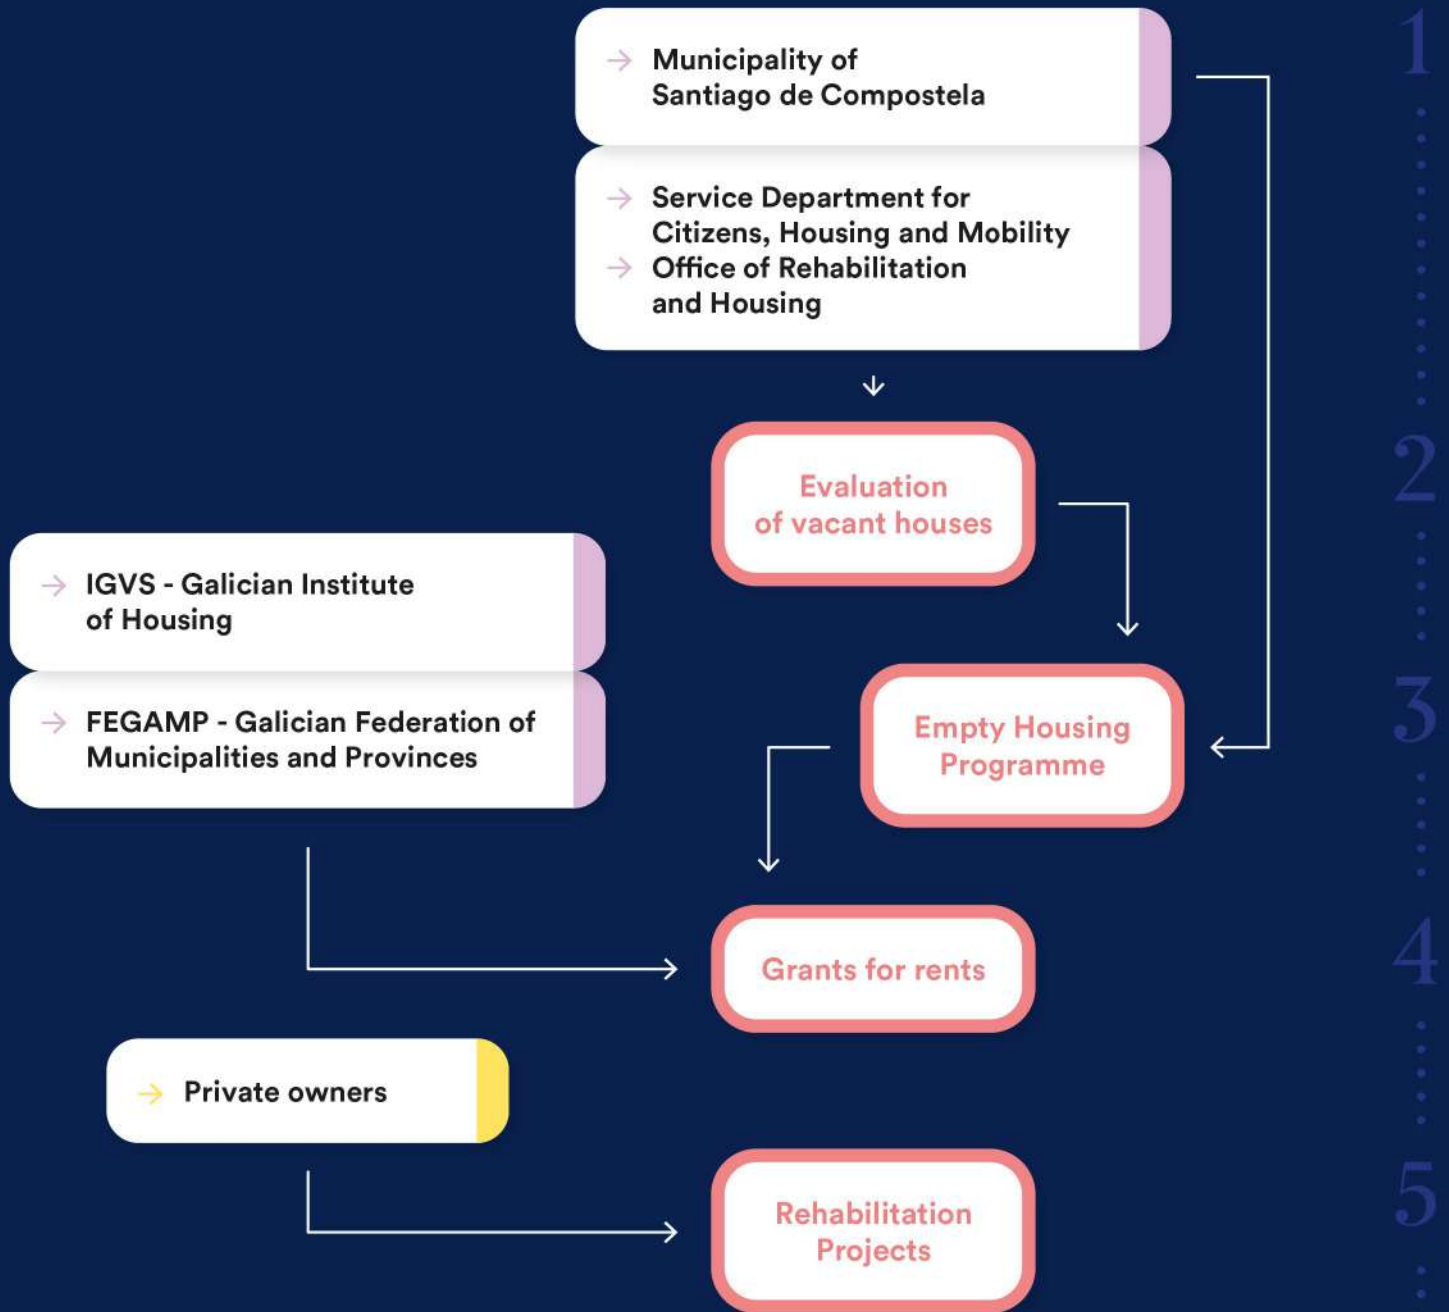 1
→ Municipality of
Santiago de Compostela
→ Service Department for
Citizens, Housing and Mobility
→ Office of Rehabilitation
and Housing
2
Evaluation
of vacant houses
→ IGVS - Galician Institute
of Housing
→ FEGAMP - Galician Federation of
Municipalities and Provinces
3
Empty Housing
Programme
4
Grants for rents
→ Private owners
5
Rehabilitation
Projects